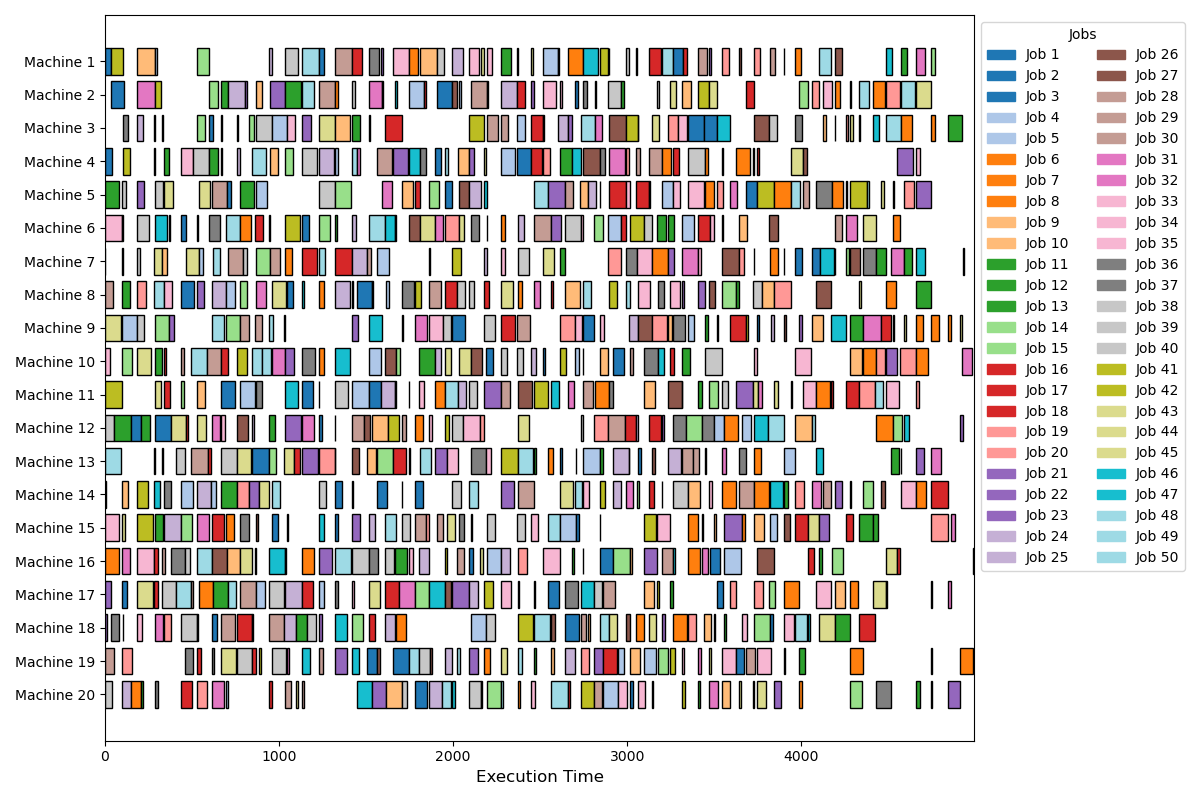 Machine 1
Machine 2
Machine 3
Machine 4
Machine 5
Machine 6
Machine 7
Machine 8
Machine 9
Machine 10
Machine 11
Machine 12
Machine 13
Machine 14
Machine 15
Machine 16
Machine 17
Machine 18
Machine 19
Machine 20
0 1000 2000 3000 4000
Execution Time
Jobs
Job 1 Job 26
Job 2 Job 27
Job 3 Job 28
Job 4 Job 29
Job 5 Job 30
Job 6 Job 31
Job 7 Job 32
Job 8 Job 33
Job 9 Job 34
Job 10 Job 35
Job 11 Job 36
Job 12 Job 37
Job 13 Job 38
Job 14 Job 39
Job 15 Job 40
Job 16 Job 41
Job 17 Job 42
Job 18 Job 43
Job 19 Job 44
Job 20 Job 45
Job 21 Job 46
Job 22 Job 47
Job 23 Job 48
Job 24 Job 49
Job 25 Job 50